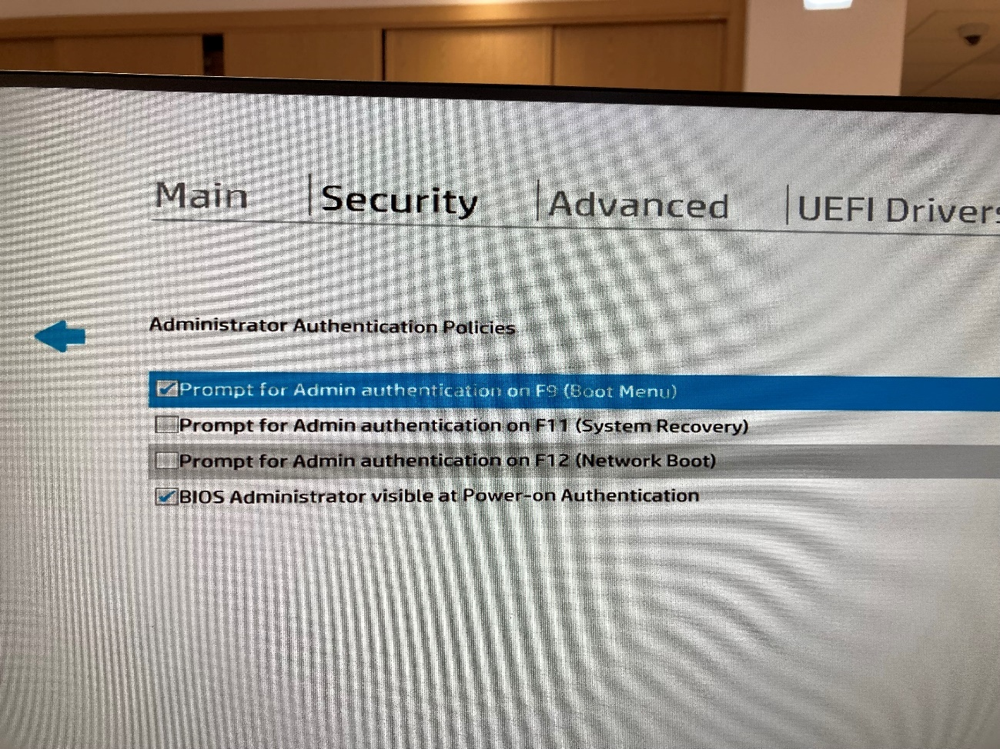 Main
Security
Advanced
UEFI Drivers
Administrator Authentication Policies
Prompt for Admin authentication on F9 (Boot Menu)
Prompt for Admin authentication on F11 (System Recovery)
Prompt for Admin authentication on F12 (Network Boot)
BIOS Administrator visible at Power-on Authentication